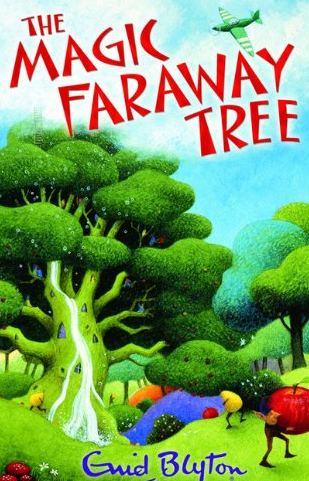 THE
MAGIC
FARAWAY
TREE
Enid Blyton